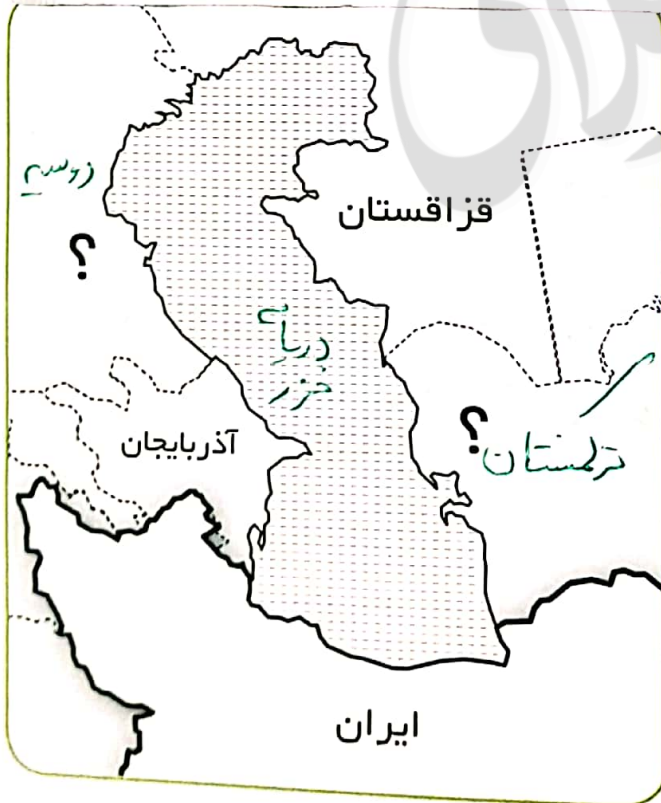 روسیه
قزاقستان
؟
دریای
خزر
آذربایجان
؟
ترکمنستان
ایران